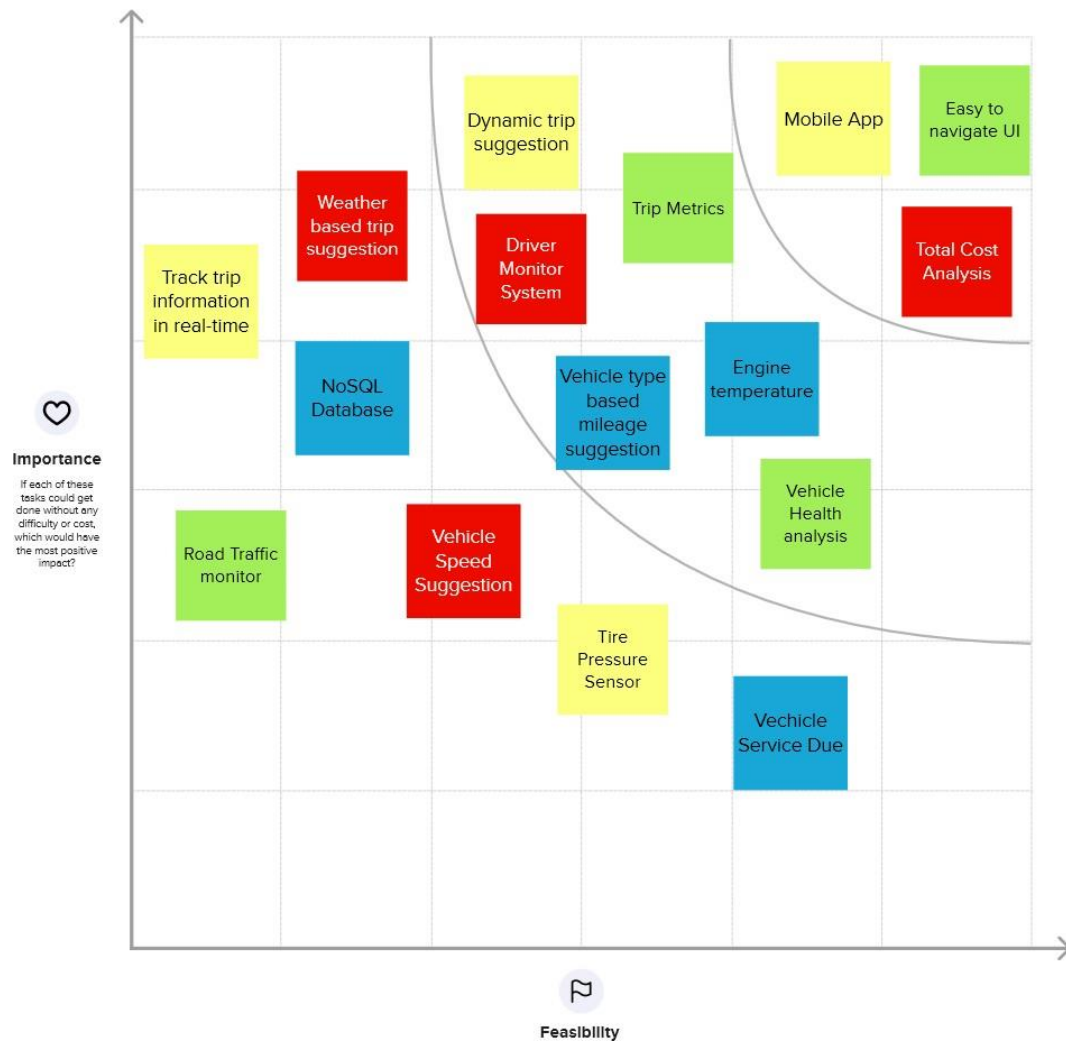 Dynamic trip
suggestion
Mobile App
Easy to
navigate UI
Weather
based trip
suggestion
Trip Metrics
Driver
Monitor
System
Total Cost
Analysis
Track trip
information
in real-time
NoSQL
Database
Vehicle type
based
mileage
suggestion
Engine
temperature
Importance
If each of these
tasks could get
done without any
difficulty or cost,
which would have
the most positive
impact?
Vehicle
Health
analysis
Road Traffic
monitor
Vehicle
Speed
Suggestion
Tire
Pressure
Sensor
Vechicle
Service Due
Feasibility